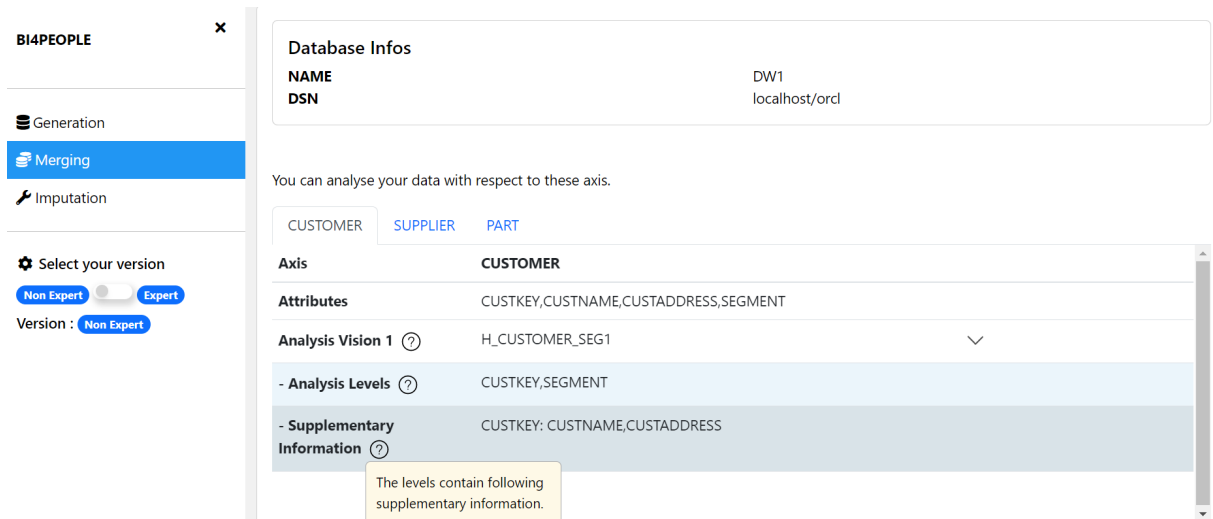 BI4PEOPLE
Generation
Merging
Imputation
Select your version
Non Expert Expert
Version : Non Expert
Database Infos
NAME DW1
DSN localhost/orcl
You can analyse your data with respect to these axis.
CUSTOMER SUPPLIER PART
Axis CUSTOMER
Attributes CUSTKEY,CUSTNAME,CUSTADDRESS,SEGMENT
Analysis Vision 1 ? H_CUSTOMER_SEG1
- Analysis Levels ? CUSTKEY,SEGMENT
- Supplementary CUSTKEY: CUSTNAME,CUSTADDRESS
Information ?
The levels contain following
supplementary information.